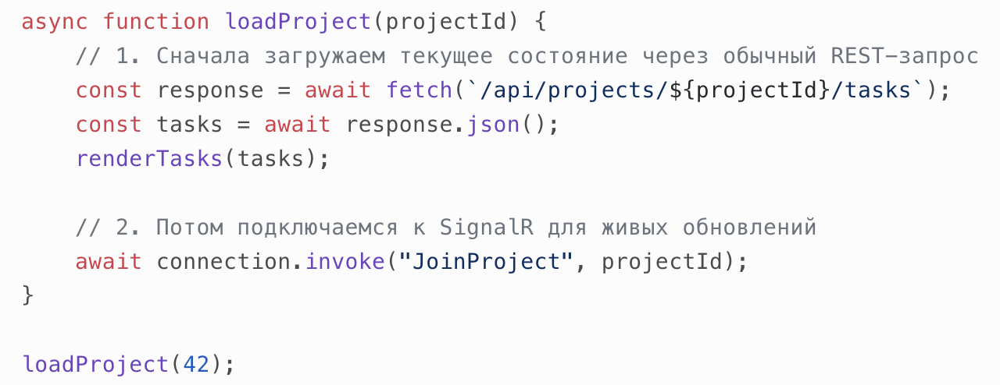 async function loadProject(projectId) {
    // 1. Сначала загружаем текущее состояние через обычный REST-запрос
    const response = await fetch(`/api/projects/${projectId}/tasks`);
    const tasks = await response.json();
    renderTasks(tasks);

    // 2. Потом подключаемся к SignalR для живых обновлений
    await connection.invoke("JoinProject", projectId);
}

loadProject(42);